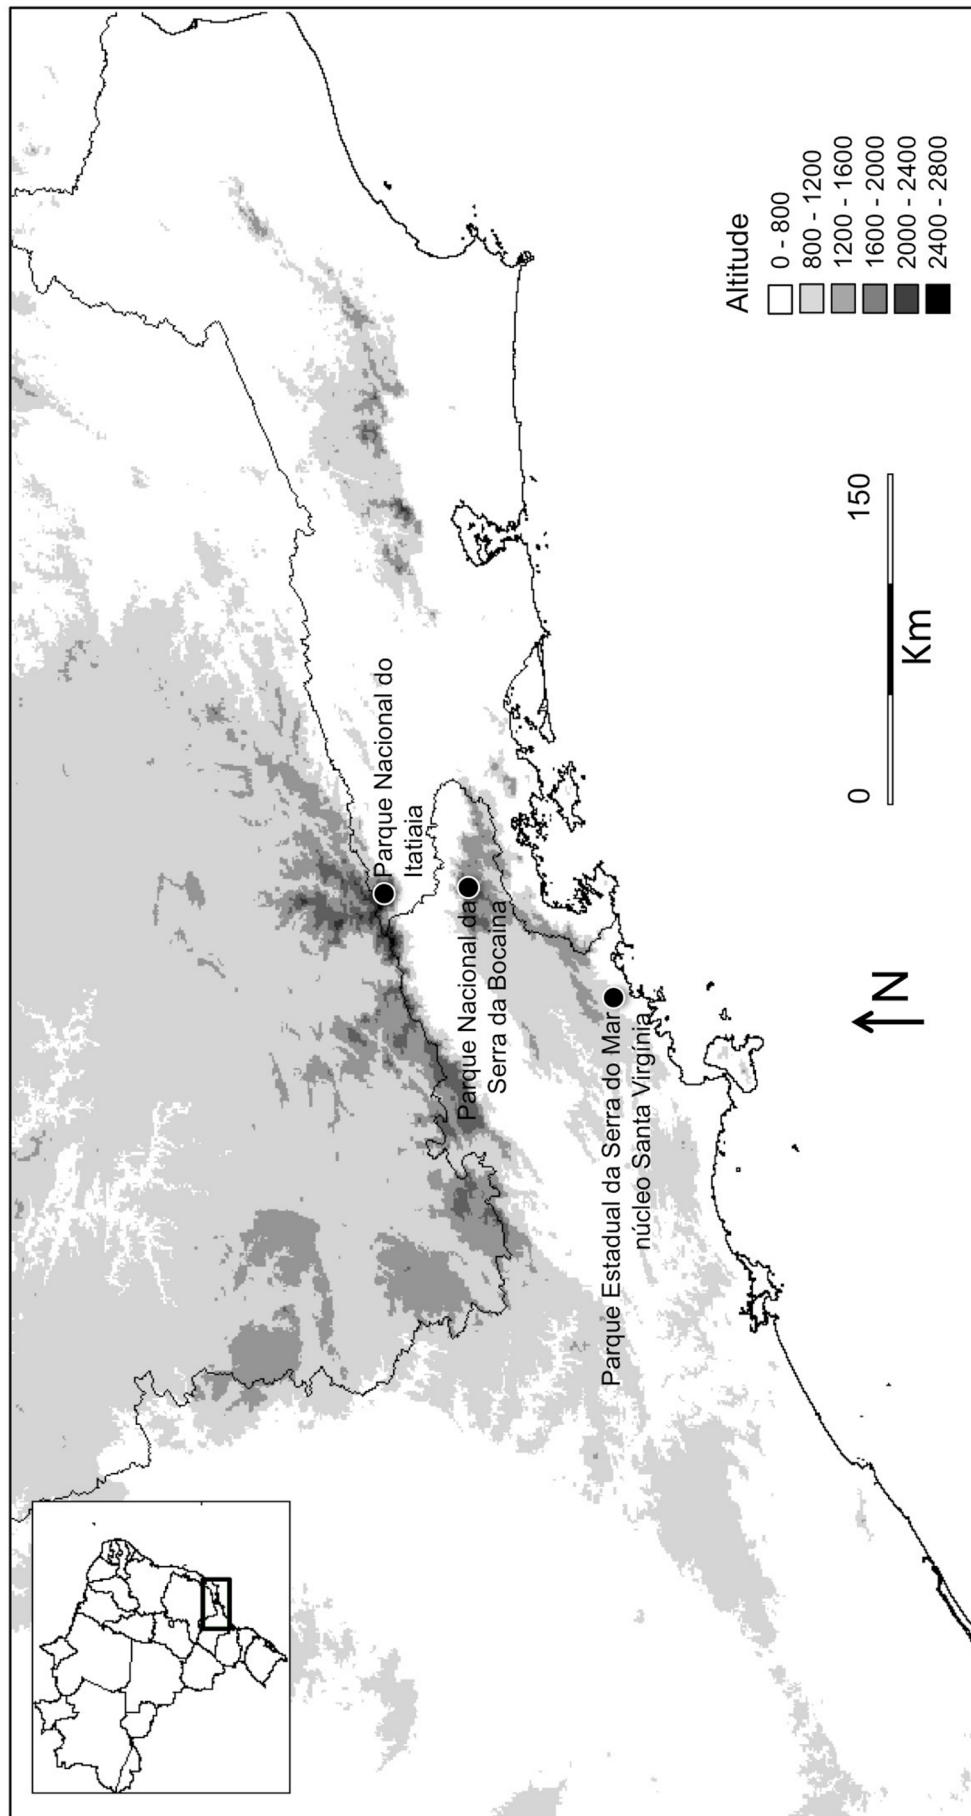 Parque Nacional do
Itatiaia
Parque Nacional da
Serra da Bocaina
Parque Estadual da Serra do Mar
núcleo Santa Virgínia
N
0
150
Km
Altitude
0 - 800
800 - 1200
1200 - 1600
1600 - 2000
2000 - 2400
2400 - 2800